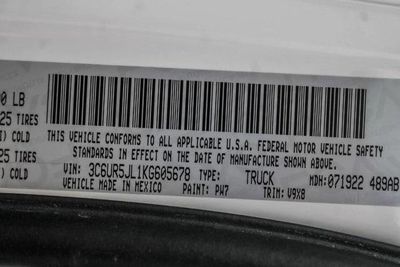 0 LB
25 TIRES
) COLD
25 TIRES
) COLD
THIS VEHICLE CONFORMS TO ALL APPLICABLE U.S.A. FEDERAL MOTOR VEHICLE SAFETY
STANDARDS IN EFFECT ON THE DATE OF MANUFACTURE SHOWN ABOVE.
VIN: 3C6UR5JL1KG605678 TYPE: TRUCK MDH: 071922 489AB
VEHICLE MADE IN MEXICO PAINT: PW7 TRIM: V9X8